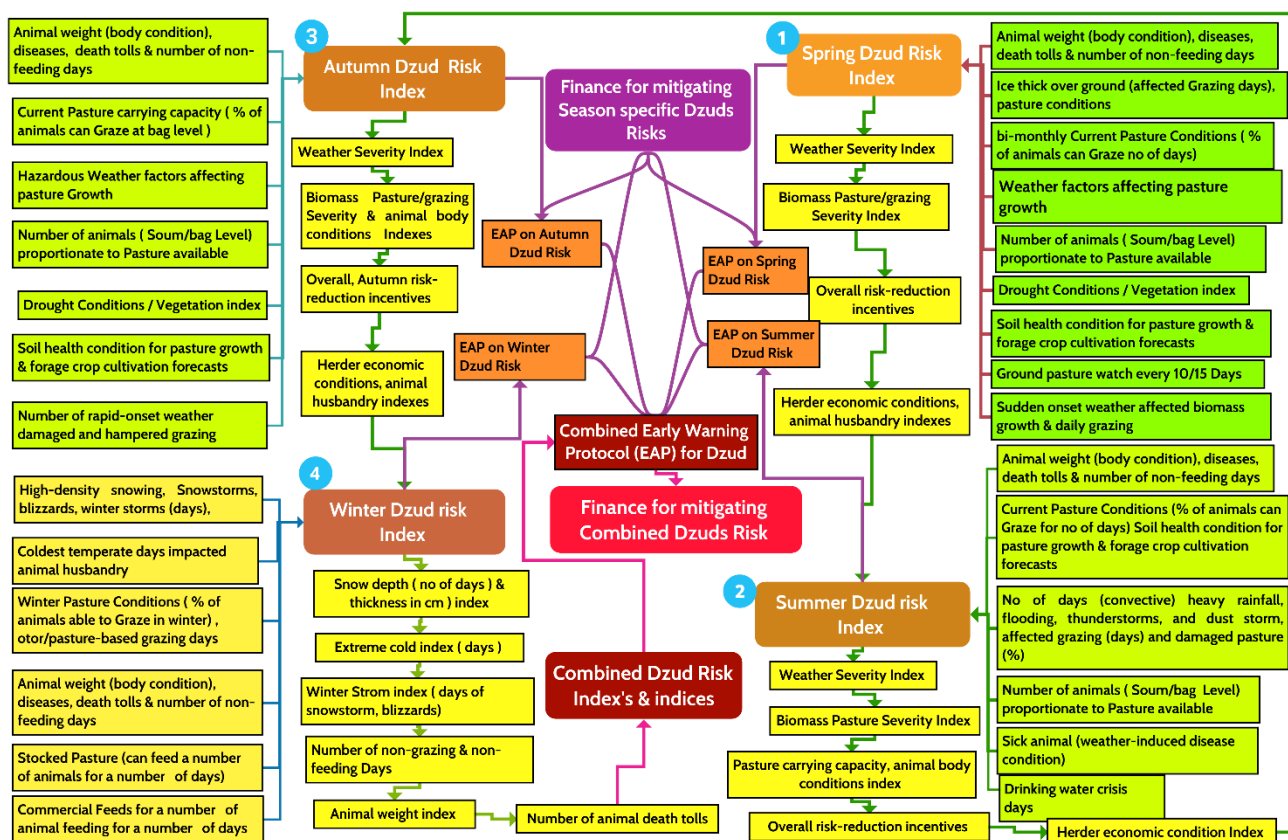 3
Autumn Dzud Risk
Index
Animal weight (body condition),
diseases, death tolls & number of non-
feeding days
Current Pasture carrying capacity ( % of
animals can Graze at bag level )
Hazardous Weather factors affecting
pasture Growth
Number of animals ( Soum/bag Level)
proportionate to Pasture available
Drought Conditions / Vegetation index
Soil health condition for pasture growth
& forage crop cultivation forecasts
Number of rapid-onset weather
damaged and hampered grazing
Weather Severity Index
Biomass Pasture/grazing
Severity & animal body
conditions Indexes
Overall, Autumn risk-
reduction incentives
Herder economic
conditions, animal
husbandry indexes
Finance for mitigating
Season specific Dzuds
Risks
EAP on Autumn
Dzud Risk
EAP on Spring
Dzud Risk
EAP on Winter
Dzud Risk
EAP on Summer
Dzud Risk
Combined Early Warning
Protocol (EAP) for Dzud
Finance for mitigating
Combined Dzuds Risk
Combined Dzud Risk
Index's & indices
1
Spring Dzud Risk
Index
Weather Severity Index
Biomass Pasture/grazing
Severity Index
Overall risk-reduction
incentives
Herder economic conditions,
animal husbandry indexes
Animal weight (body condition), diseases,
death tolls & number of non-feeding days
Ice thick over ground (affected Grazing days),
pasture conditions
bi-monthly Current Pasture Conditions ( %
of animals can Graze no of days)
Weather factors affecting pasture
growth
Number of animals ( Soum/bag Level)
proportionate to Pasture available
Drought Conditions / Vegetation index
Soil health condition for pasture growth &
forage crop cultivation forecasts
Ground pasture watch every 10/15 Days
Sudden onset weather affected biomass
growth & daily grazing
4
Winter Dzud risk
Index
High-density snowing, Snowstorms,
blizzards, winter storms (days),
Coldest temperate days impacted
animal husbandry
Winter Pasture Conditions ( % of
animals able to Graze in winter) ,
otor/pasture-based grazing days
Animal weight (body condition),
diseases, death tolls & number of non-
feeding days
Stocked Pasture (can feed a number
of animals for a number of days)
Commercial Feeds for a number of
animal feeding for a number of days
Snow depth ( no of days) &
thickness in cm ) index
Extreme cold index ( days )
Winter Strom index ( days of
snowstorm, blizzards)
Number of non-grazing & non-
feeding Days
Animal weight index
Number of animal death tolls
2
Summer Dzud risk
Index
Weather Severity Index
Biomass Pasture Severity Index
Pasture carrying capacity, animal body
conditions index
Overall risk-reduction incentives
Herder economic condition Index
Animal weight (body condition), diseases,
death tolls & number of non-feeding days
Current Pasture Conditions (% of animals can
Graze for no of days) Soil health condition for
pasture growth & forage crop cultivation
forecasts
No of days (convective) heavy rainfall,
flooding, thunderstorms, and dust storm,
affected grazing (days) and damaged pasture
(%)
Number of animals ( Soum/bag Level)
proportionate to Pasture available
Sick animal (weather-induced disease
condition)
Drinking water crisis
days